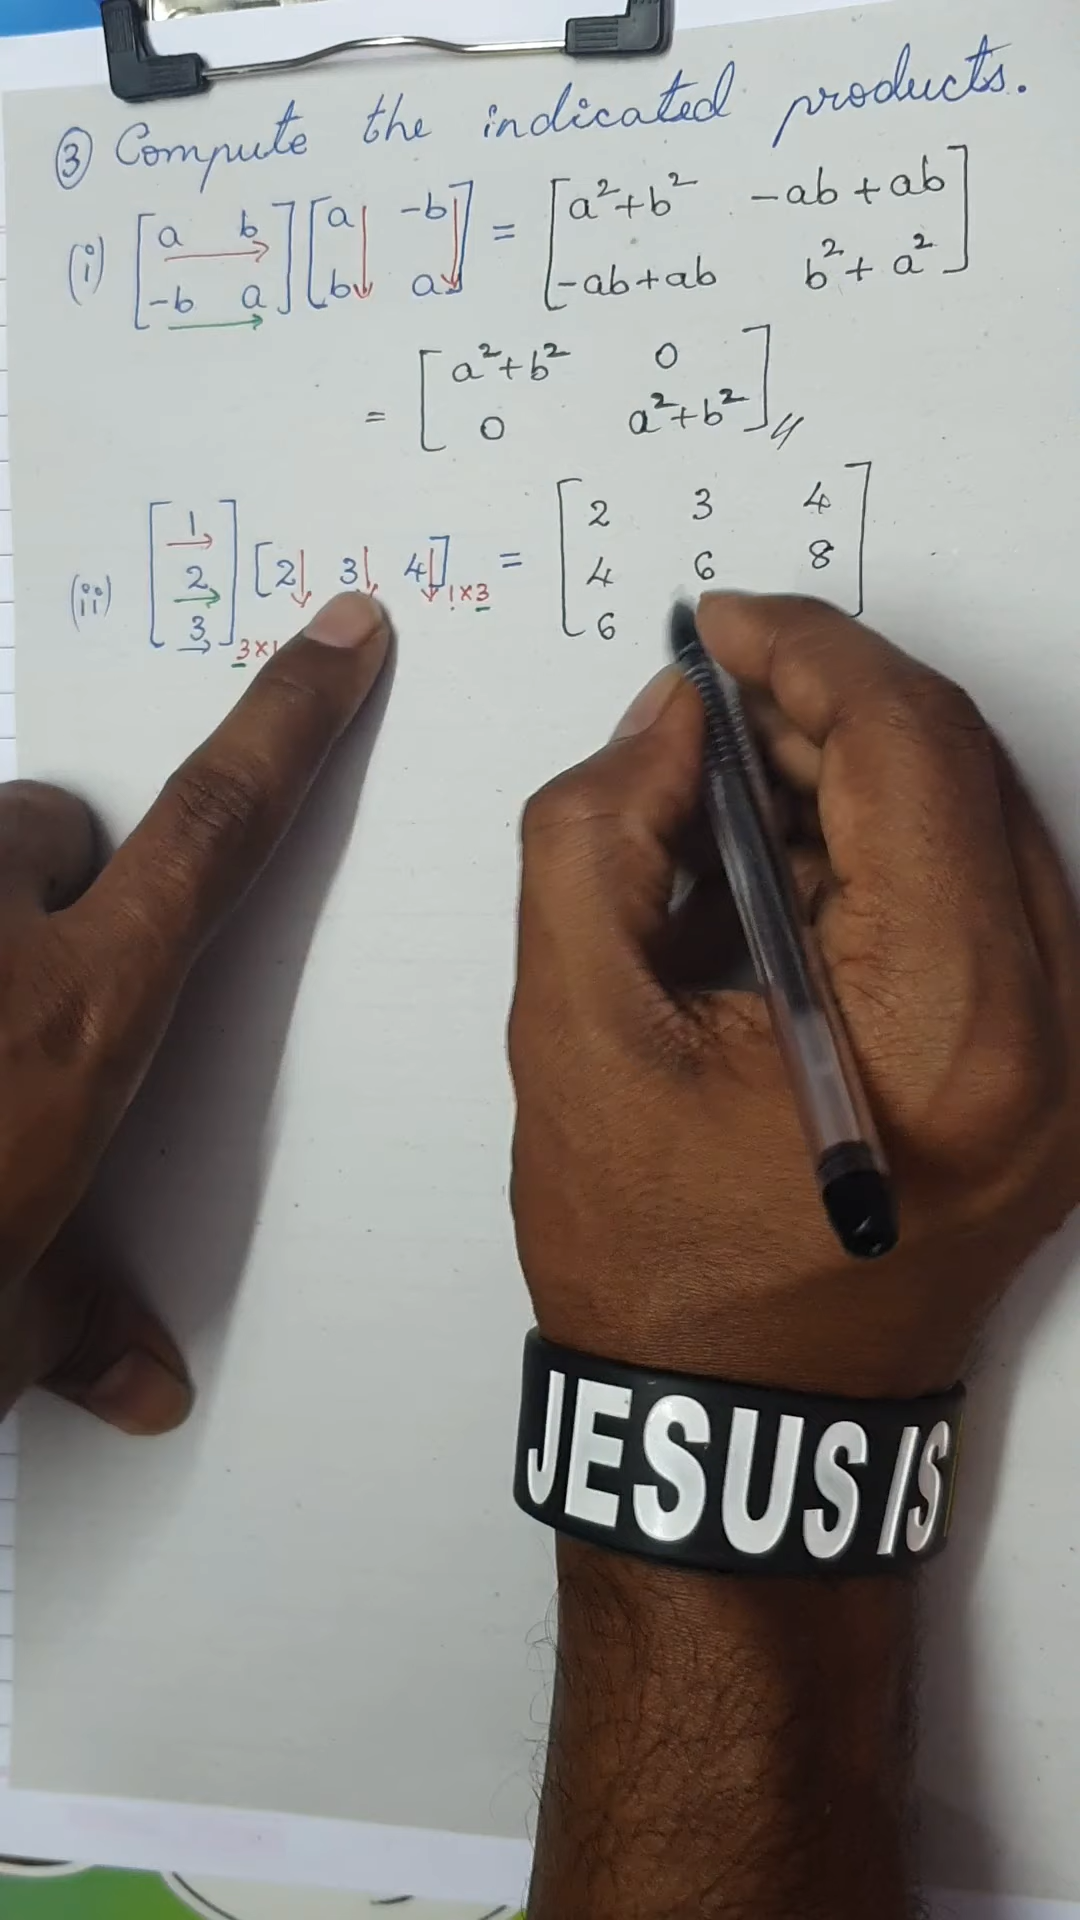 ③ Compute the indicated products.
(i) [a b -b a] [a -b b a] = [a²+b² -ab+ab -ab+ab b²+a²]
= [a²+b² 0 0 a²+b²]
(ii) [1 2 3] 3×1 [2 3 4] 1×3 = [2 3 4 4 6 8 6]
JESUS IS